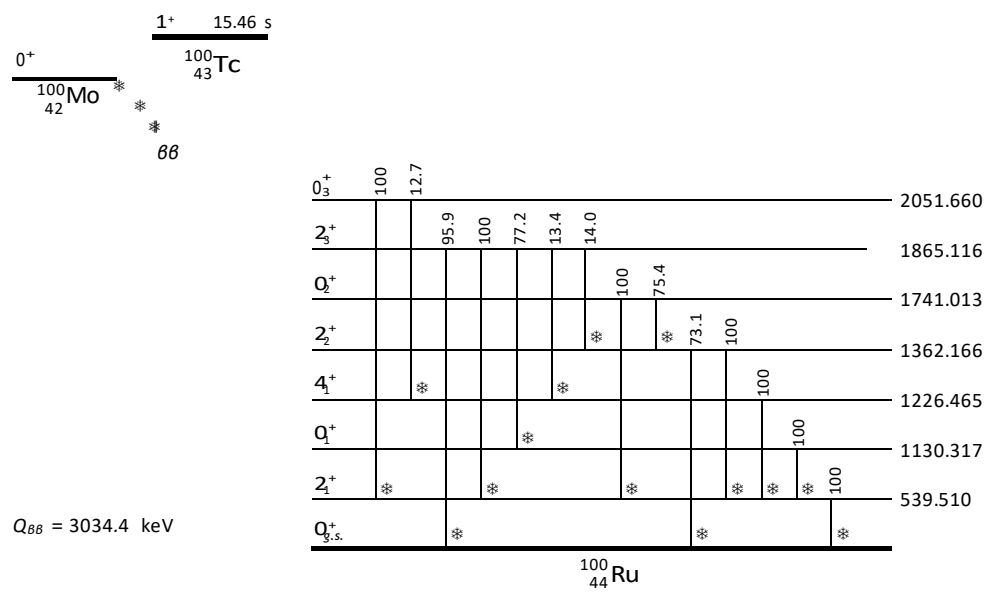 1⁺ 15.46 s
0⁺
¹⁰⁰₄₃Tc
¹⁰⁰₄₂Mo
ββ
0₃⁺ 100 12.7 2051.660
2₃⁺ 95.9 100 77.2 13.4 14.0 1865.116
0₂⁺ 100 75.4 1741.013
2₂⁺ 73.1 100 1362.166
4₁⁺ 100 1226.465
0₁⁺ 100 1130.317
2₁⁺ 100 539.510
Qββ = 3034.4 keV
0⁺g.s.
¹⁰⁰₄₄Ru